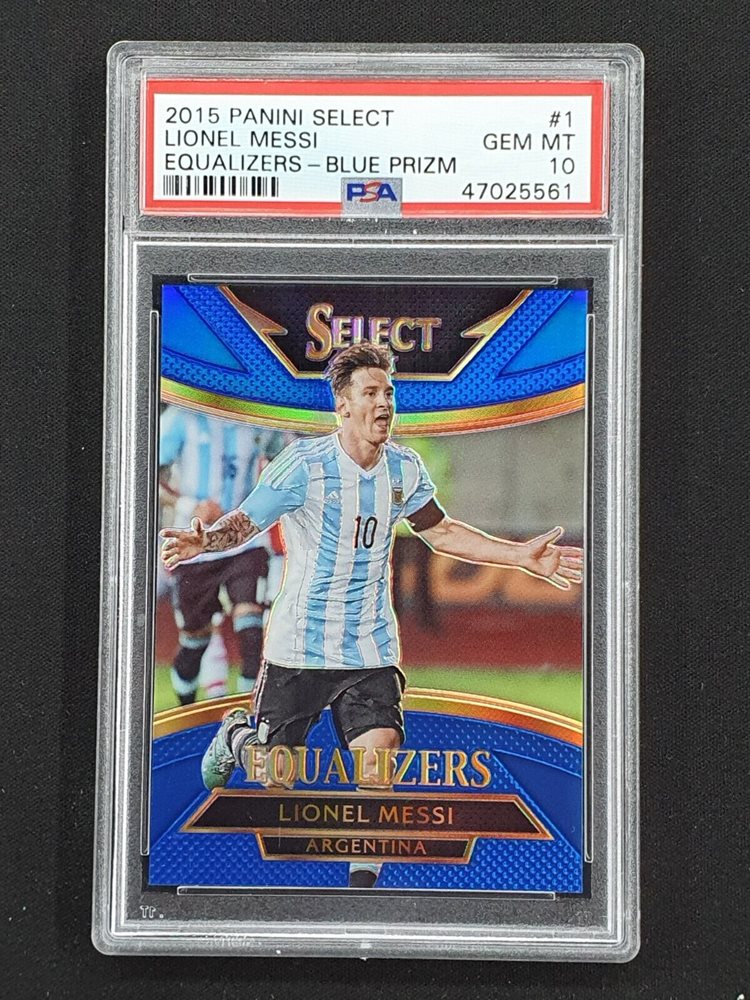 2015 PANINI SELECT #1
LIONEL MESSI GEM MT
EQUALIZERS – BLUE PRIZM 10
PSA 47025561
SELECT
10
EQUALIZERS
LIONEL MESSI
ARGENTINA